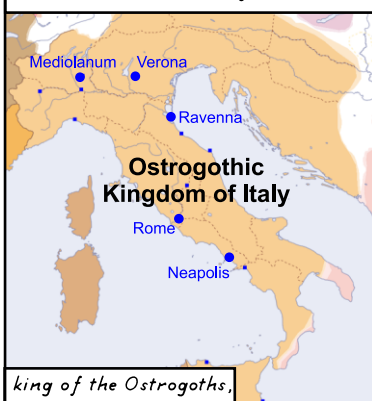 Mediolanum
Verona
Ravenna
Ostrogothic
Kingdom of Italy
Rome
Neapolis
king of the Ostrogoths,